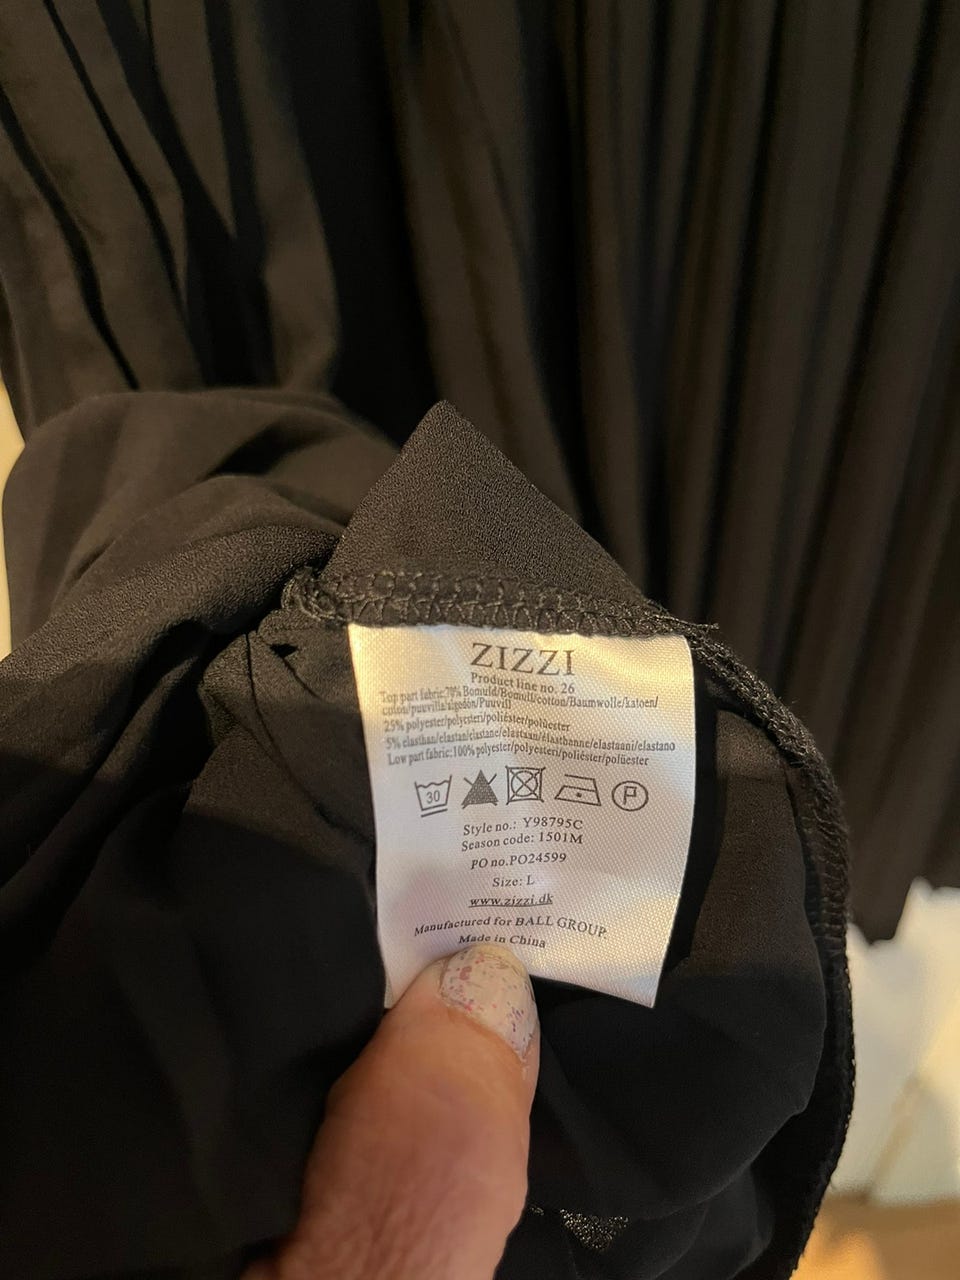 ZIZZI
Product line no. 26
Top part fabric:70% Bomuld/Bomull/cotton/Baumwolle/katoen/
coton/puuvilla/algodón/Puuvill
25% polyester/polyesteri/poliéster/polüester
5% elasthan/elastan/elastane/elastaan/élasthanne/elastaani/elastano
Low part fabric:100% polyester/polyesteri/poliéster/polüester
30 P
Style no.: Y98795C
Season code: 1501M
PO no.PO24599
Size: L
www.zizzi.dk
Manufactured for BALL GROUP.
Made in China